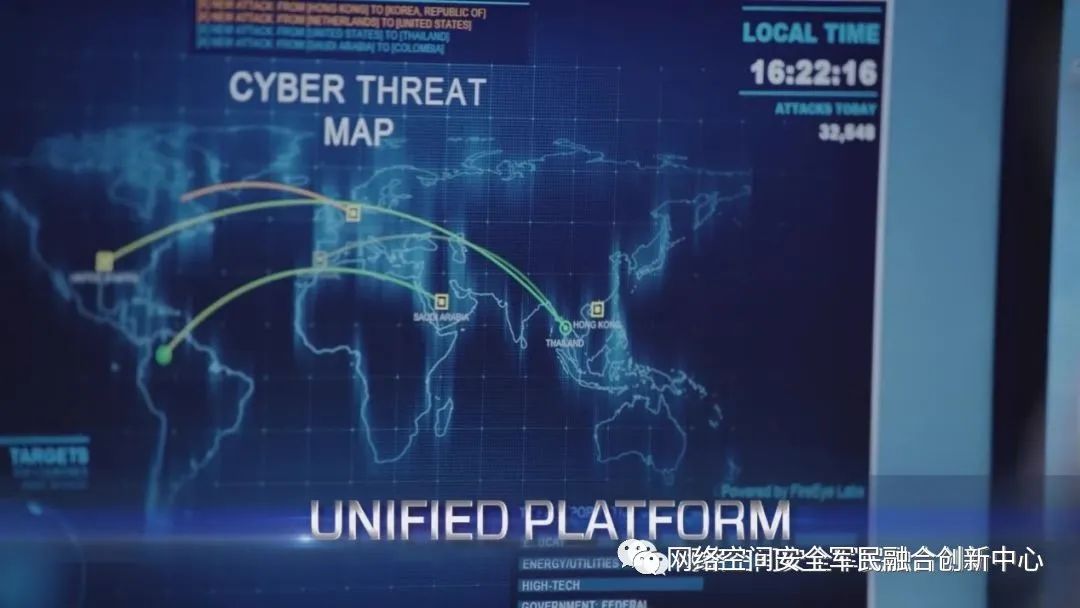 [X] NEW ATTACK: FROM [HONG KONG] TO [KOREA, REPUBLIC OF]
[X] NEW ATTACK: FROM [NETHERLANDS] TO [UNITED STATES]
[X] NEW ATTACK: FROM [UNITED STATES] TO [THAILAND]
[X] NEW ATTACK: FROM [SAUDI ARABIA] TO [COLOMBIA]
LOCAL TIME
16:22:16
ATTACKS TODAY
32,548
CYBER THREAT
MAP
UNITED STATES
SAUDI ARABIA
HONG KONG
THAILAND
TARGETS
Powered by FireEye Labs
UNIFIED PLATFORM
网络空间安全军民融合创新中心
ENERGY/UTILITIES
HIGH-TECH
GOVERNMENT: FEDERAL